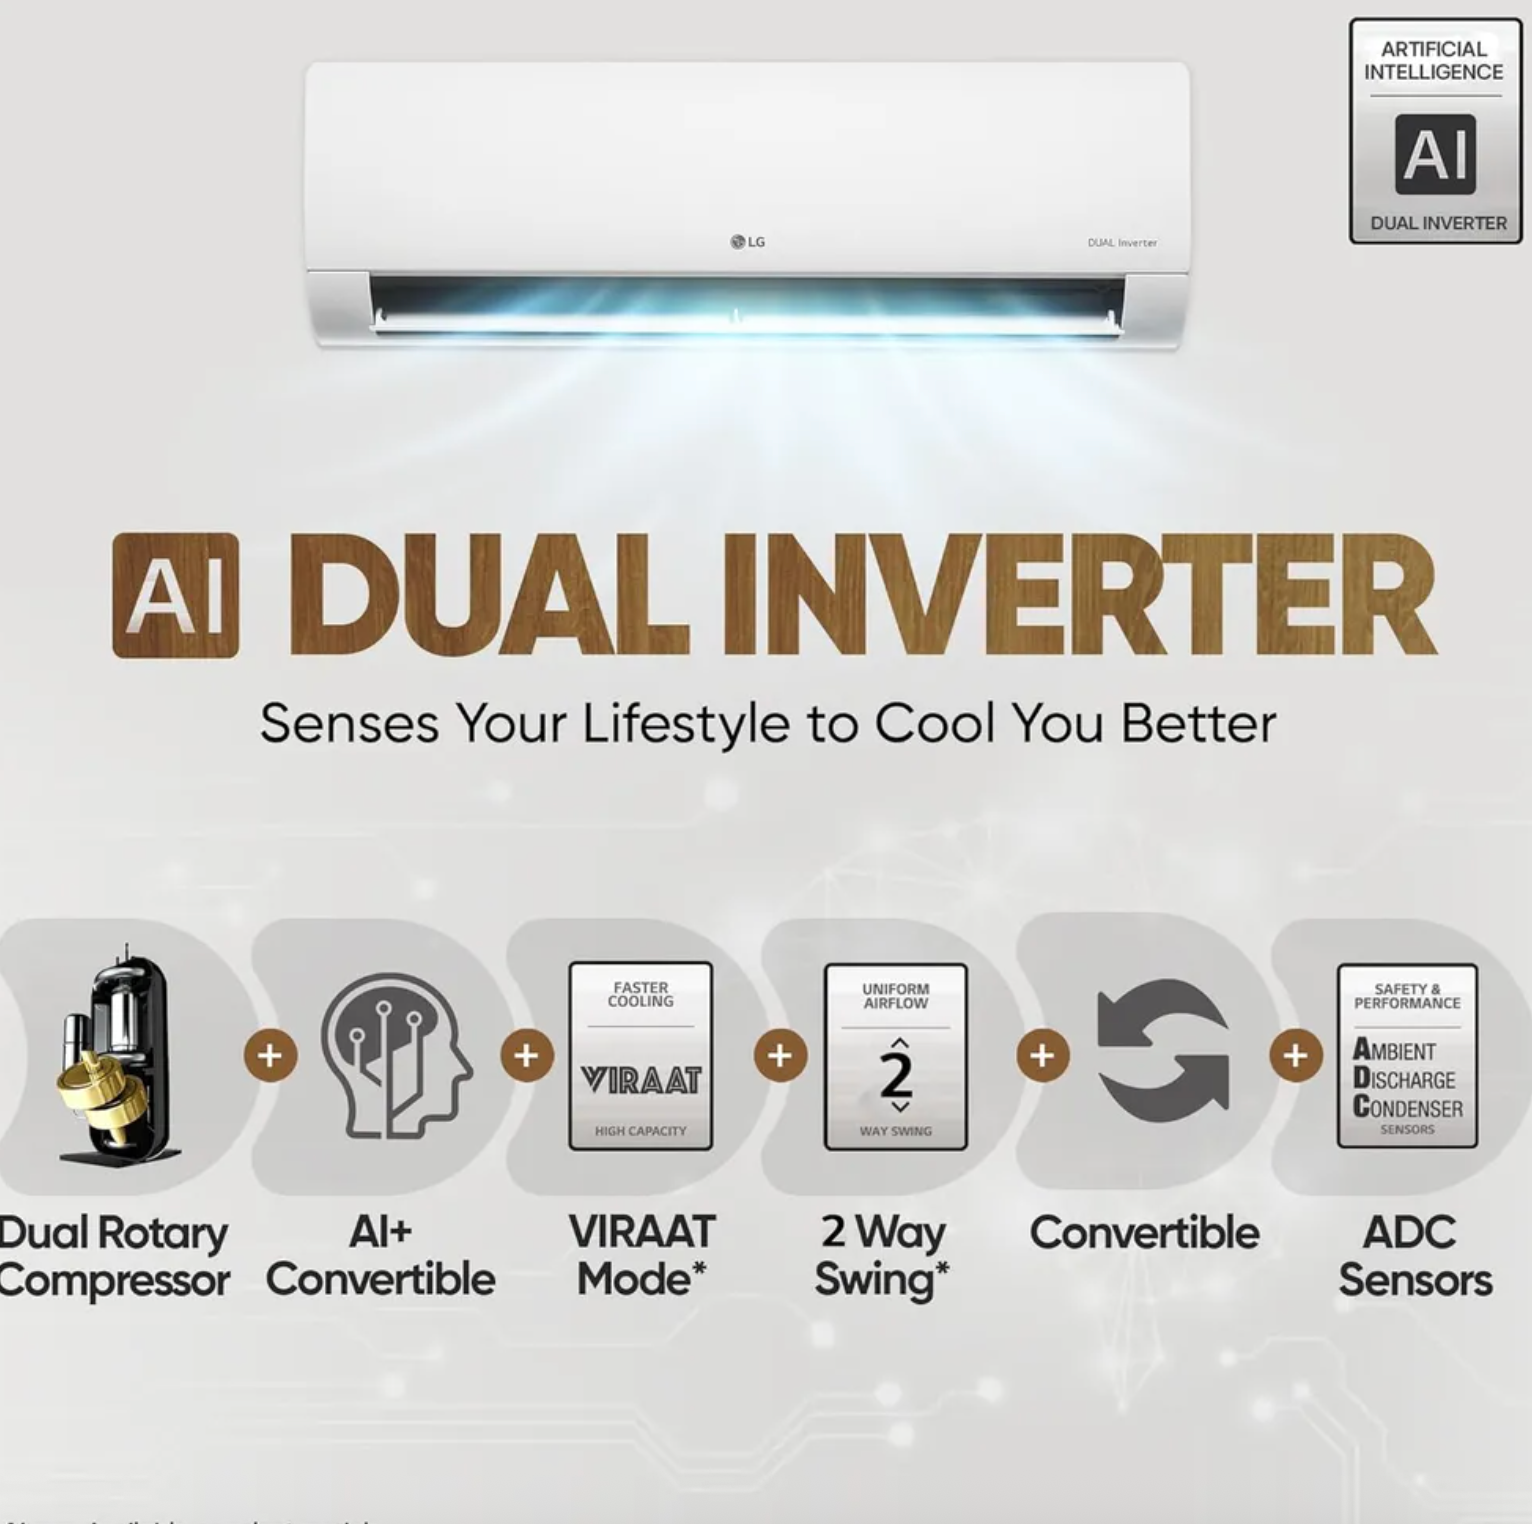 ARTIFICIAL
INTELLIGENCE
AI
DUAL INVERTER
LG
DUAL Inverter
AI DUAL INVERTER
Senses Your Lifestyle to Cool You Better
FASTER
COOLING
VIRAAT
HIGH CAPACITY
UNIFORM
AIRFLOW
2
WAY SWING
SAFETY &
PERFORMANCE
AMBIENT
DISCHARGE
CONDENSER
SENSORS
Dual Rotary
Compressor
AI+
Convertible
VIRAAT
Mode*
2 Way
Swing*
Convertible
ADC
Sensors